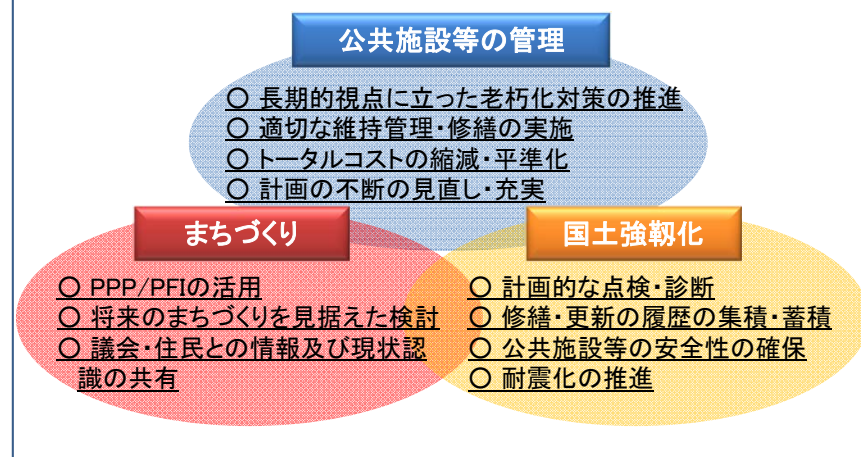 公共施設等の管理
○ 長期的視点に立った老朽化対策の推進
○ 適切な維持管理・修繕の実施
○ トータルコストの縮減・平準化
○ 計画の不断の見直し・充実
まちづくり
○ PPP/PFIの活用
○ 将来のまちづくりを見据えた検討
○ 議会・住民との情報及び現状認
識の共有
国土強靱化
○ 計画的な点検・診断
○ 修繕・更新の履歴の集積・蓄積
○ 公共施設等の安全性の確保
○ 耐震化の推進